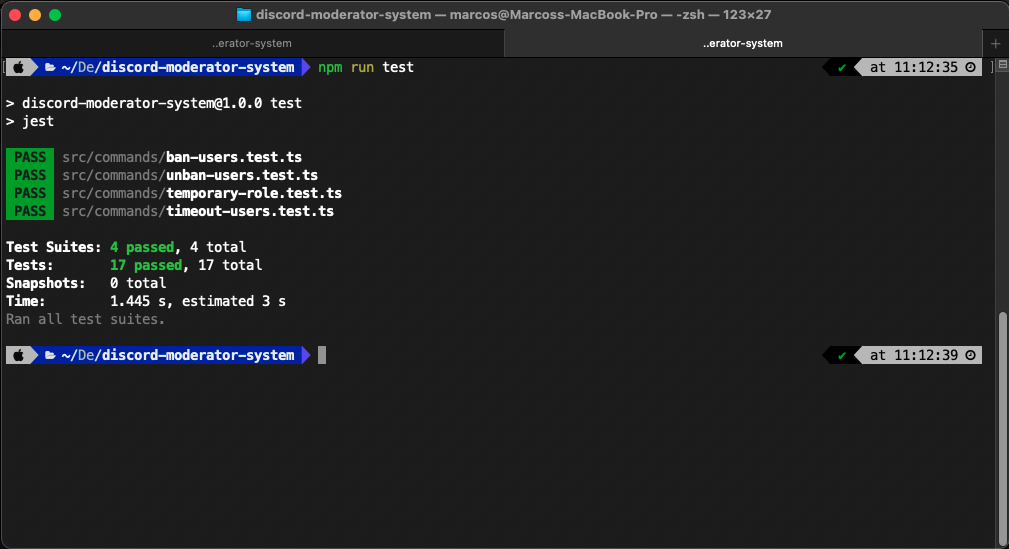 discord-moderator-system — marcos@Marcoss-MacBook-Pro — -zsh — 123×27
..erator-system ..erator-system +
~/De/discord-moderator-system npm run test ✔ at 11:12:35
> discord-moderator-system@1.0.0 test
> jest
PASS src/commands/ban-users.test.ts
PASS src/commands/unban-users.test.ts
PASS src/commands/temporary-role.test.ts
PASS src/commands/timeout-users.test.ts
Test Suites: 4 passed, 4 total
Tests: 17 passed, 17 total
Snapshots: 0 total
Time: 1.445 s, estimated 3 s
Ran all test suites.
~/De/discord-moderator-system ✔ at 11:12:39